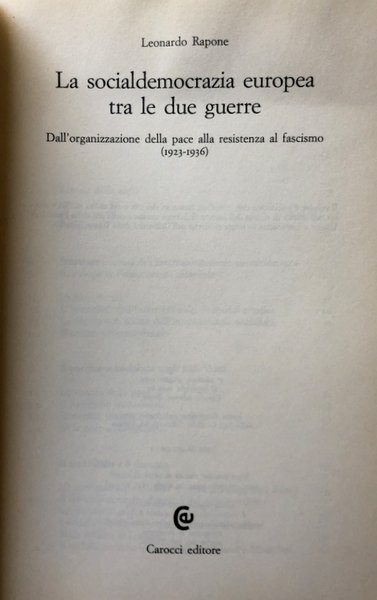 Leonardo Rapone
La socialdemocrazia europea
tra le due guerre
Dall'organizzazione della pace alla resistenza al fascismo
(1923-1936)
Carocci editore